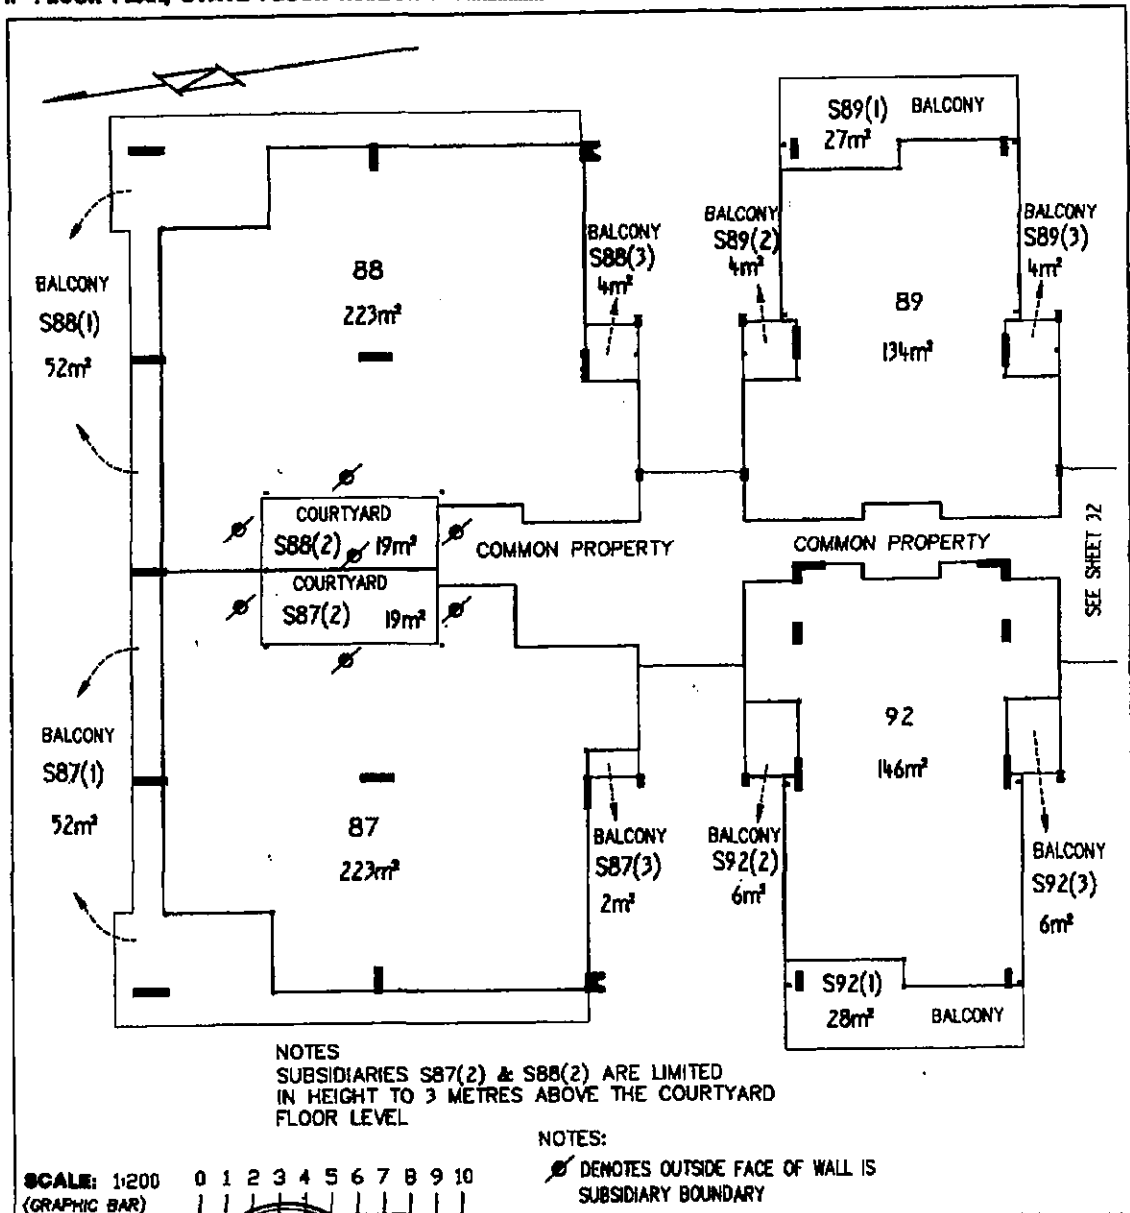 S89(1) BALCONY
27m²
BALCONY
S88(3)
4m²
BALCONY
S89(2)
4m²
BALCONY
S89(3)
4m²
88
223m²
89
134m²
BALCONY
S88(1)
52m²
COURTYARD
S88(2) 19m²
COURTYARD
S87(2) 19m²
COMMON PROPERTY
COMMON PROPERTY
SEE SHEET
BALCONY
S87(1)
52m²
87
223m²
92
146m²
BALCONY
S87(3)
2m²
BALCONY
S92(2)
6m²
BALCONY
S92(3)
6m²
S92(1)
28m² BALCONY
NOTES
SUBSIDIARIES S87(2) & S88(2) ARE LIMITED
IN HEIGHT TO 3 METRES ABOVE THE COURTYARD
FLOOR LEVEL
NOTES:
DENOTES OUTSIDE FACE OF WALL IS
SUBSIDIARY BOUNDARY
SCALE: 1:200 0 1 2 3 4 5 6 7 8 9 10
(GRAPHIC BAR)